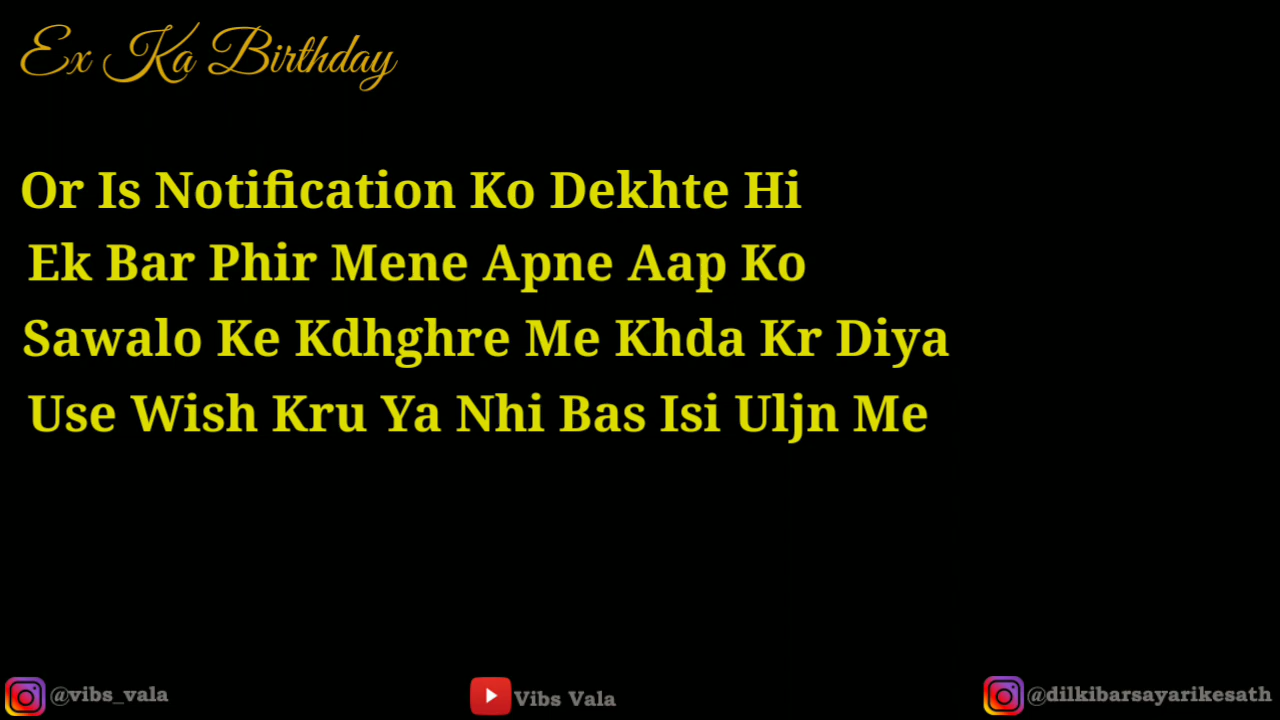 Ex Ka Birthday
Or Is Notification Ko Dekhte Hi
Ek Bar Phir Mene Apne Aap Ko
Sawalo Ke Kdhghre Me Khda Kr Diya
Use Wish Kru Ya Nhi Bas Isi Uljn Me
@vibs_vala
Vibs Vala
@dilkibarsayarikesath